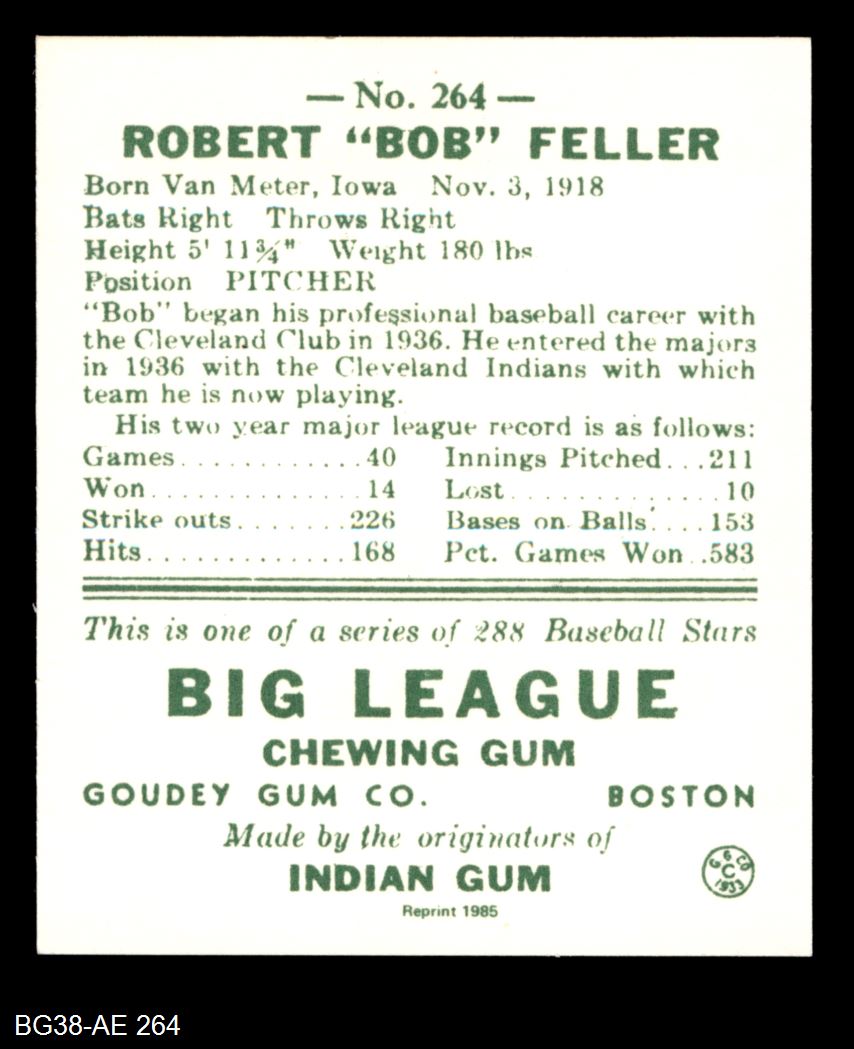 — No. 264 —
ROBERT “BOB” FELLER
Born Van Meter, Iowa Nov. 3, 1918
Bats Right Throws Right
Height 5' 11¾" Weight 180 lbs
Position PITCHER
“Bob” began his professional baseball career with
the Cleveland Club in 1936. He entered the majors
in 1936 with the Cleveland Indians with which
team he is now playing.
His two year major league record is as follows:
Games.............40 Innings Pitched...211
Won................14 Lost..............10
Strike outs.......226 Bases on Balls....153
Hits.............168 Pct. Games Won..583
This is one of a series of 288 Baseball Stars
BIG LEAGUE
CHEWING GUM
GOUDEY GUM CO. BOSTON
Made by the originators of
INDIAN GUM
G G CO
C
1933
Reprint 1985
BG38-AE 264